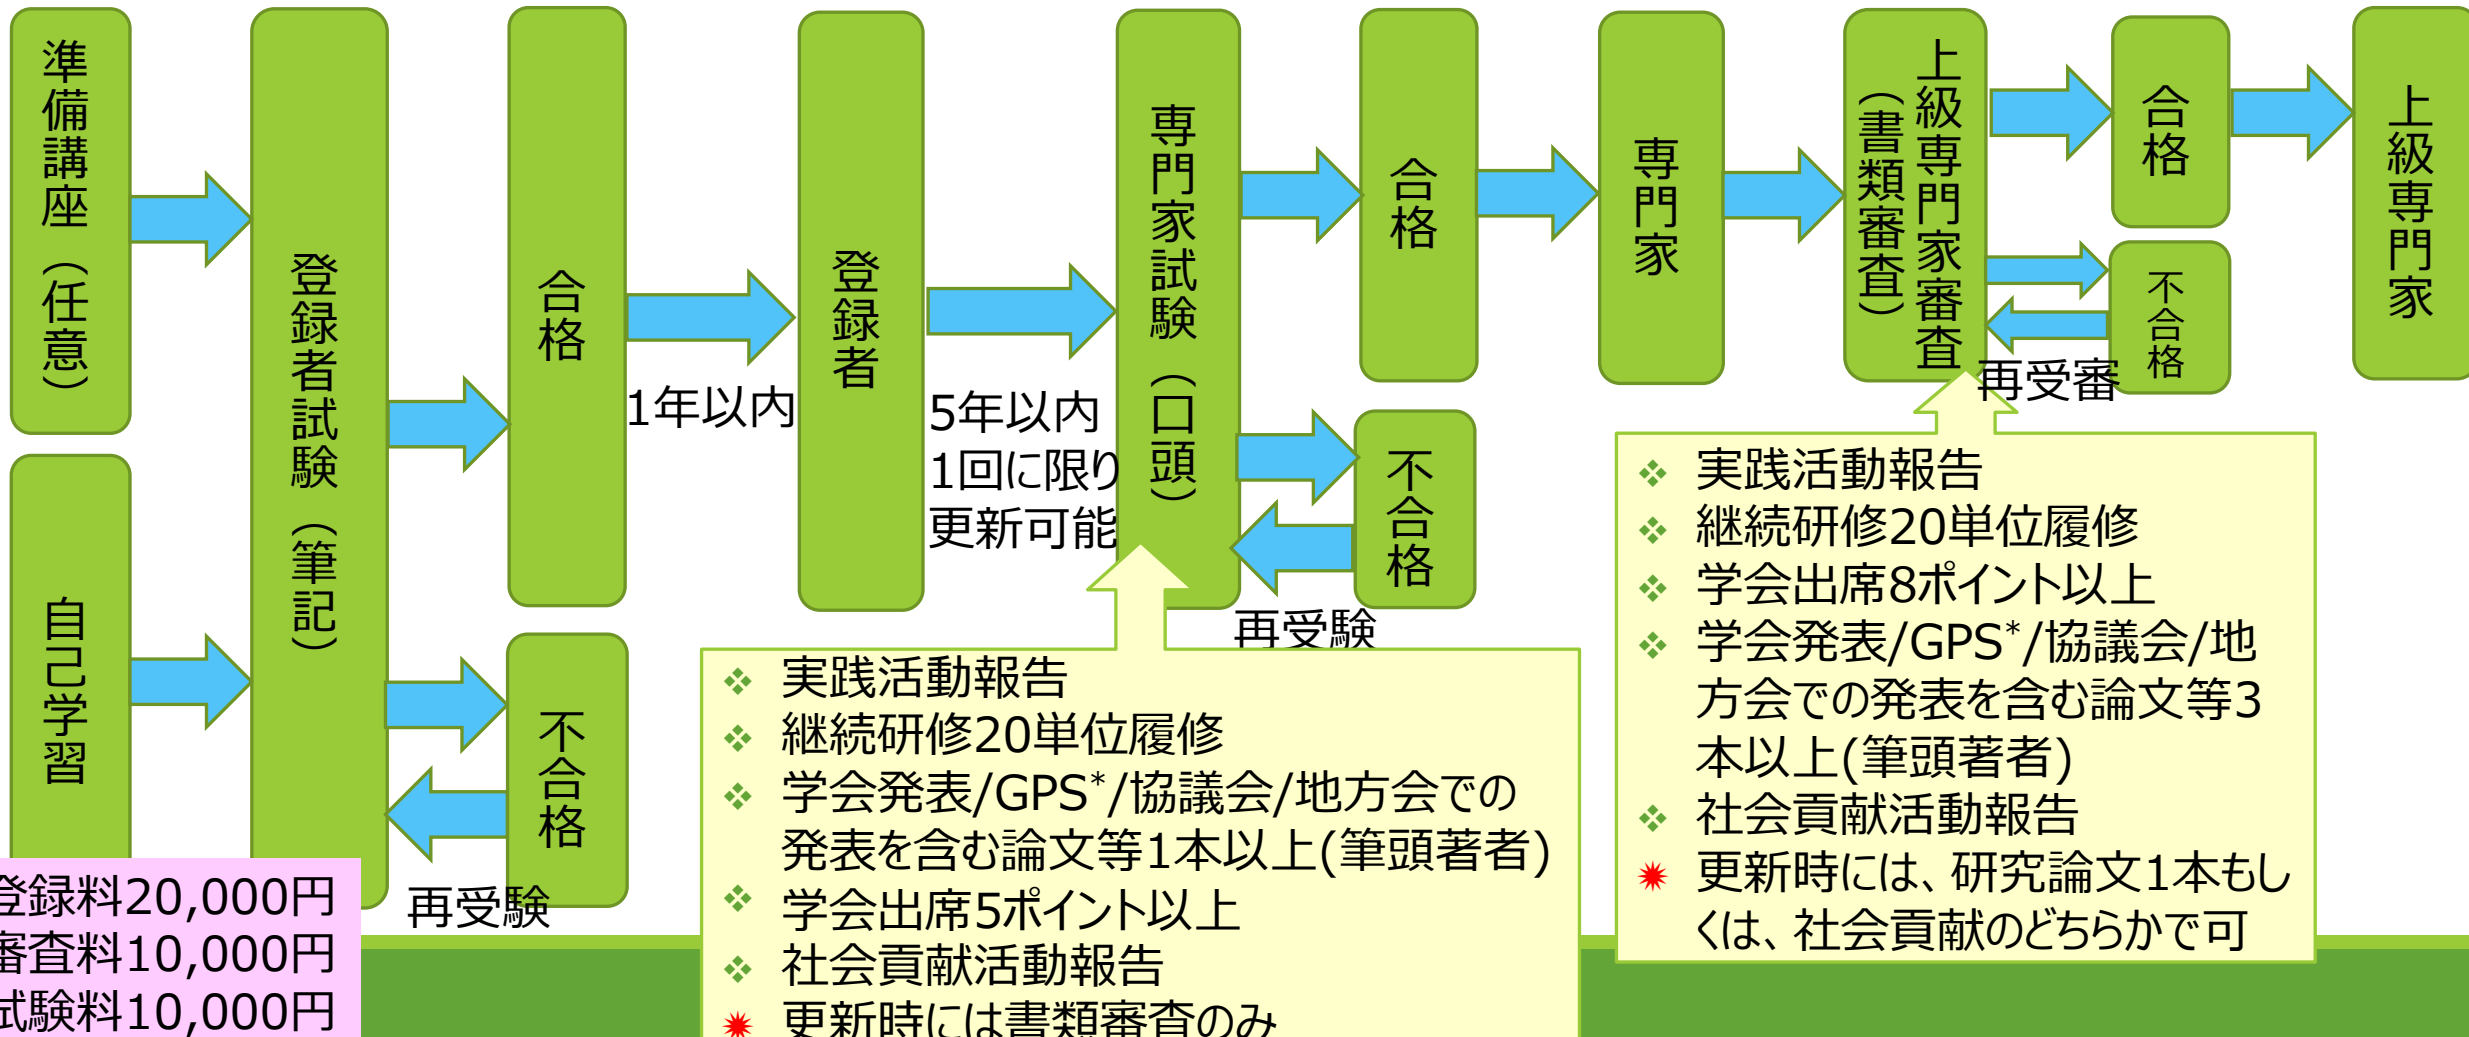 準備講座（任意）
自己学習
登録者試験（筆記）
合格
不合格
再受験
1年以内
登録者
5年以内
1回に限り
更新可能
専門家試験（口頭）
合格
不合格
再受験
専門家
上級専門家審査
（書類審査）
合格
不合格
再受審
上級専門家
❖ 実践活動報告
❖ 継続研修20単位履修
❖ 学会発表/GPS*/協議会/地方会での
発表を含む論文等1本以上(筆頭著者)
❖ 学会出席5ポイント以上
❖ 社会貢献活動報告
更新時には書類審査のみ
❖ 実践活動報告
❖ 継続研修20単位履修
❖ 学会出席8ポイント以上
❖ 学会発表/GPS*/協議会/地
方会での発表を含む論文等3
本以上(筆頭著者)
❖ 社会貢献活動報告
更新時には、研究論文1本もし
くは、社会貢献のどちらかで可
登録料20,000円
審査料10,000円
試験料10,000円